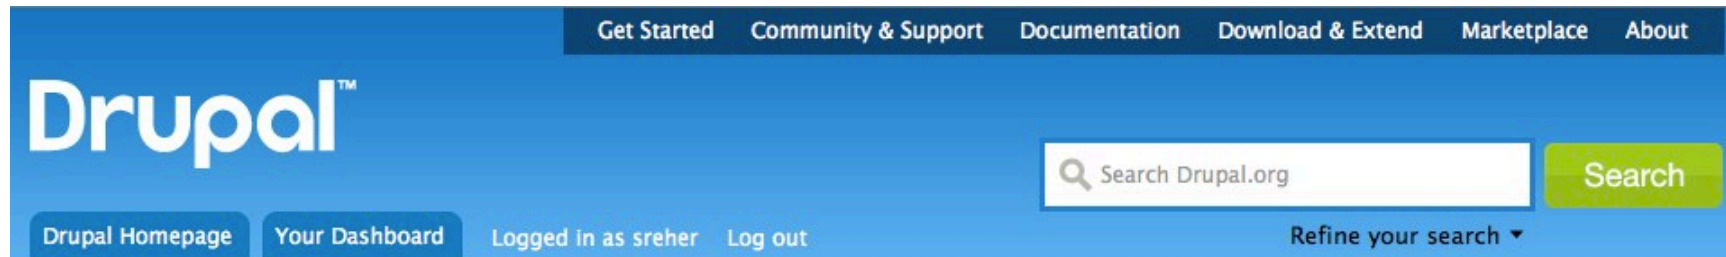 Get Started Community & Support Documentation Download & Extend Marketplace About
Drupal™
Search Drupal.org Search
Drupal Homepage Your Dashboard Logged in as sreher Log out Refine your search